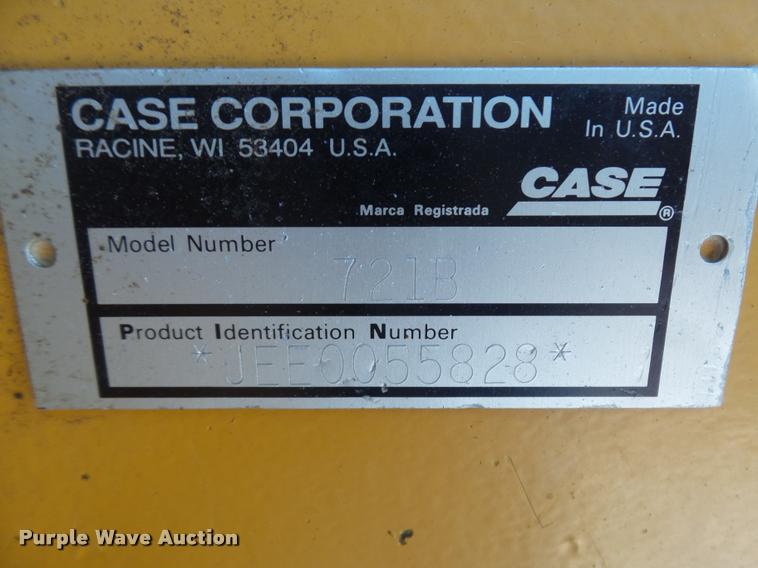 CASE CORPORATION
RACINE, WI 53404 U.S.A.
Made
In U.S.A.
CASE
Marca Registrada ®
Model Number
721B
Product Identification Number
*JEE0055828*
Purple Wave Auction